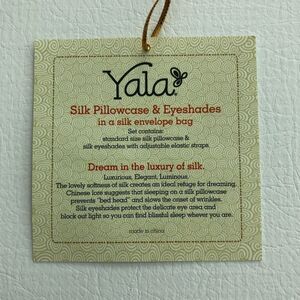 Yala
Silk Pillowcase & Eyeshades
in a silk envelope bag
Set contains:
standard size silk pillowcase &
silk eyeshades with adjustable elastic straps
Dream in the luxury of silk.
Luxurious, Elegant, Luminous.
The lovely softness of silk creates an ideal refuge for dreaming.
Chinese lore suggests that sleeping on a silk pillowcase
prevents "bed head" and slows the onset of wrinkles.
Silk eyeshades protect the delicate eye area and
block out light so you can find blissful sleep wherever you are.
made in china